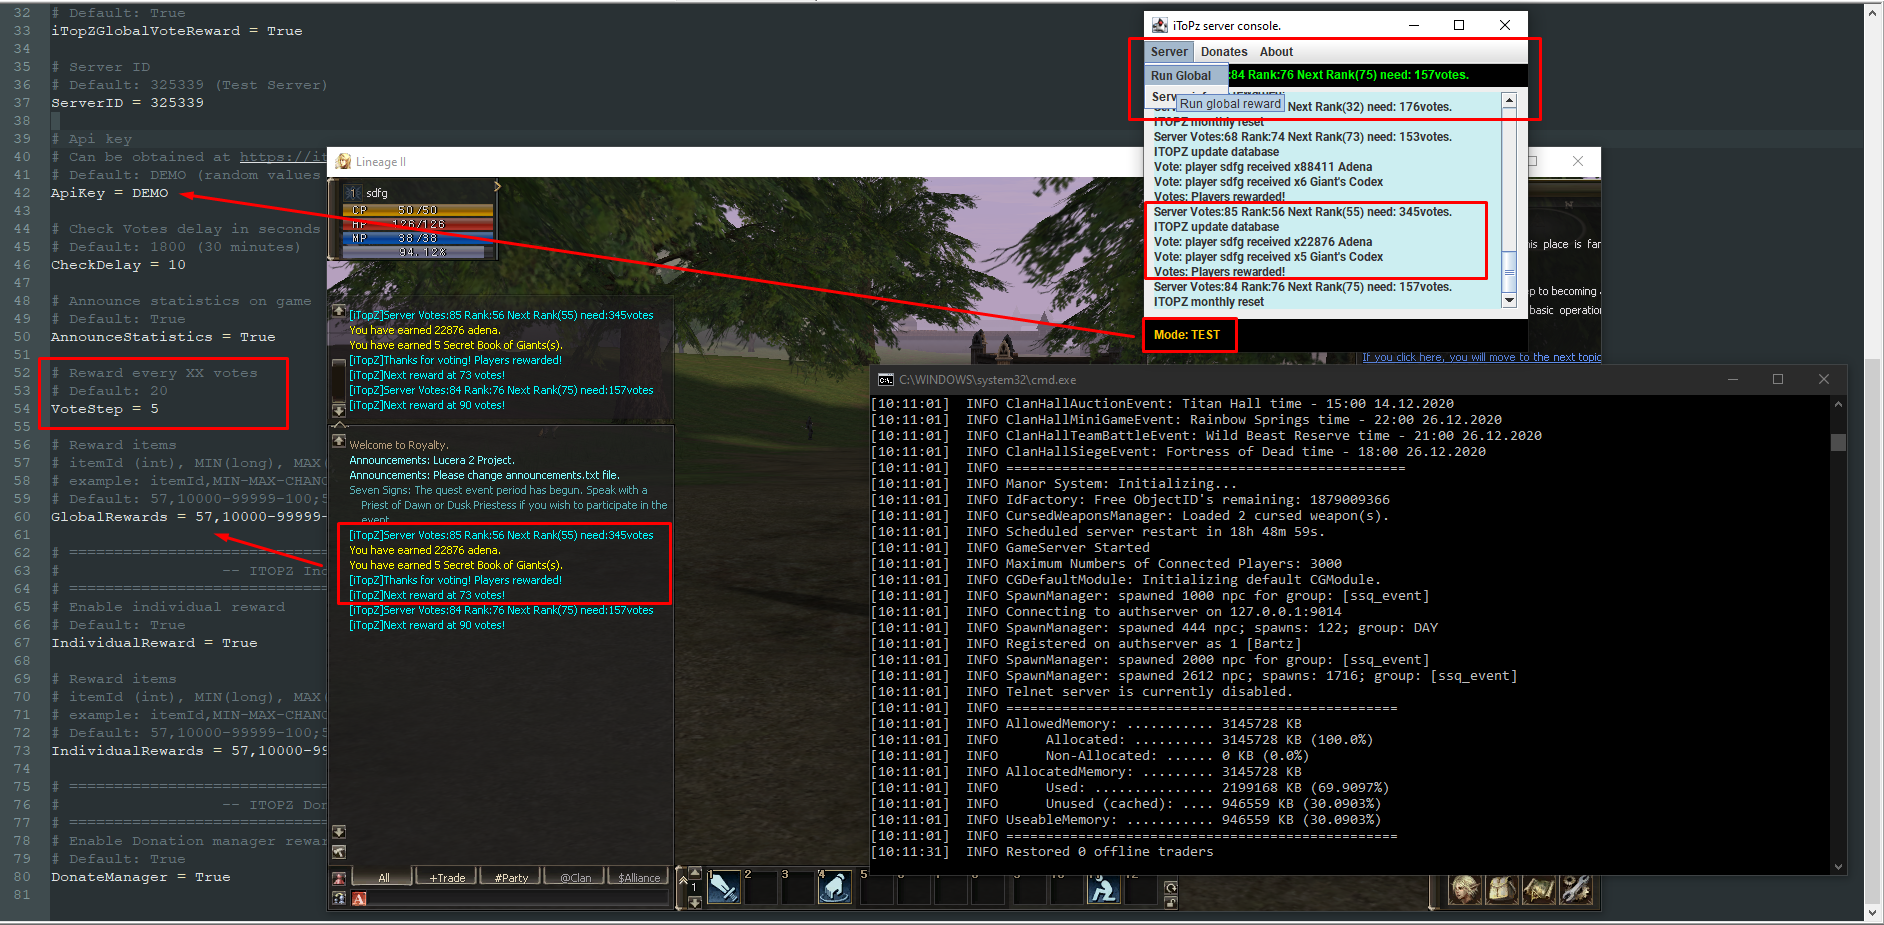 32 # Default: True
33 iTopZGlobalVoteReward = True
34
35 # Server ID
36 # Default: 325339 (Test Server)
37 ServerID = 325339
38
39 # Api key
40 # Can be obtained at https://it
41 # Default: DEMO (random values
42 ApiKey = DEMO
43
44 # Check Votes delay in seconds
45 # Default: 1800 (30 minutes)
46 CheckDelay = 10
47
48 # Announce statistics on game
49 # Default: True
50 AnnounceStatistics = True
51
52 # Reward every XX votes
53 # Default: 20
54 VoteStep = 5
55
56 # Reward items
57 # itemId (int), MIN(long), MAX(
58 # example: itemId,MIN-MAX-CHAN
59 # Default: 57,10000-99999-100;5
60 GlobalRewards = 57,10000-99999-
61
62 # ==============================
63 # -- ITOPZ Ind
64 # ==============================
65 # Enable individual reward
66 # Default: True
67 IndividualReward = True
68
69 # Reward items
70 # itemId (int), MIN(long), MAX(
71 # example: itemId,MIN-MAX-CHANC
72 # Default: 57,10000-99999-100;5
73 IndividualRewards = 57,10000-99
74
75 # ==============================
76 # -- ITOPZ Don
77 # ==============================
78 # Enable Donation manager rewar
79 # Default: True
80 DonateManager = True
81
Lineage II
1 sdfg
CP 50/50
HP 126/126
MP 38/38
94.12%
[iTopZ]Server Votes:85 Rank:56 Next Rank(55) need:345votes
You have earned 22876 adena.
You have earned 5 Secret Book of Giants(s).
[iTopZ]Thanks for voting! Players rewarded!
[iTopZ]Next reward at 73 votes!
[iTopZ]Server Votes:84 Rank:76 Next Rank(75) need:157votes
[iTopZ]Next reward at 90 votes!
Welcome to Royalty.
Announcements: Lucera 2 Project.
Announcements: Please change announcements.txt file.
Seven Signs: The quest event period has begun. Speak with a
Priest of Dawn or Dusk Priestess if you wish to participate in the
event.
[iTopZ]Server Votes:85 Rank:56 Next Rank(55) need:345votes
You have earned 22876 adena.
You have earned 5 Secret Book of Giants(s).
[iTopZ]Thanks for voting! Players rewarded!
[iTopZ]Next reward at 73 votes!
[iTopZ]Server Votes:84 Rank:76 Next Rank(75) need:157votes
[iTopZ]Next reward at 90 votes!
All +Trade #Party @Clan $Alliance
A
iToPz server console.
Server Donates About
Run Global :84 Rank:76 Next Rank(75) need: 157votes.
Run global reward
Next Rank(32) need: 176votes.
ITOPZ monthly reset
Server Votes:68 Rank:74 Next Rank(73) need: 153votes.
ITOPZ update database
Vote: player sdfg received x88411 Adena
Vote: player sdfg received x6 Giant's Codex
Votes: Players rewarded!
Server Votes:85 Rank:56 Next Rank(55) need: 345votes.
ITOPZ update database
Vote: player sdfg received x22876 Adena
Vote: player sdfg received x5 Giant's Codex
Votes: Players rewarded!
Server Votes:84 Rank:76 Next Rank(75) need: 157votes.
ITOPZ monthly reset
Mode: TEST
his place is far
up to becoming
basic operation
If you click here, you will move to the next topic
C:\WINDOWS\system32\cmd.exe
[10:11:01] INFO ClanHallAuctionEvent: Titan Hall time - 15:00 14.12.2020
[10:11:01] INFO ClanHallMiniGameEvent: Rainbow Springs time - 22:00 26.12.2020
[10:11:01] INFO ClanHallTeamBattleEvent: Wild Beast Reserve time - 21:00 26.12.2020
[10:11:01] INFO ClanHallSiegeEvent: Fortress of Dead time - 18:00 26.12.2020
[10:11:01] INFO ==================================================
[10:11:01] INFO Manor System: Initializing...
[10:11:01] INFO IdFactory: Free ObjectID's remaining: 1879009366
[10:11:01] INFO CursedWeaponsManager: Loaded 2 cursed weapon(s).
[10:11:01] INFO Scheduled server restart in 18h 48m 59s.
[10:11:01] INFO GameServer Started
[10:11:01] INFO Maximum Numbers of Connected Players: 3000
[10:11:01] INFO CGDefaultModule: Initializing default CGModule.
[10:11:01] INFO SpawnManager: spawned 1000 npc for group: [ssq_event]
[10:11:01] INFO Connecting to authserver on 127.0.0.1:9014
[10:11:01] INFO SpawnManager: spawned 444 npc; spawns: 122; group: DAY
[10:11:01] INFO Registered on authserver as 1 [Bartz]
[10:11:01] INFO SpawnManager: spawned 2000 npc for group: [ssq_event]
[10:11:01] INFO SpawnManager: spawned 2612 npc; spawns: 1716; group: [ssq_event]
[10:11:01] INFO Telnet server is currently disabled.
[10:11:01] INFO =================================================
[10:11:01] INFO AllowedMemory: ........... 3145728 KB
[10:11:01] INFO Allocated: .......... 3145728 KB (100.0%)
[10:11:01] INFO Non-Allocated: ...... 0 KB (0.0%)
[10:11:01] INFO AllocatedMemory: ......... 3145728 KB
[10:11:01] INFO Used: ............... 2199168 KB (69.9097%)
[10:11:01] INFO Unused (cached): .... 946559 KB (30.0903%)
[10:11:01] INFO UseableMemory: ........... 946559 KB (30.0903%)
[10:11:01] INFO =================================================
[10:11:31] INFO Restored 0 offline traders